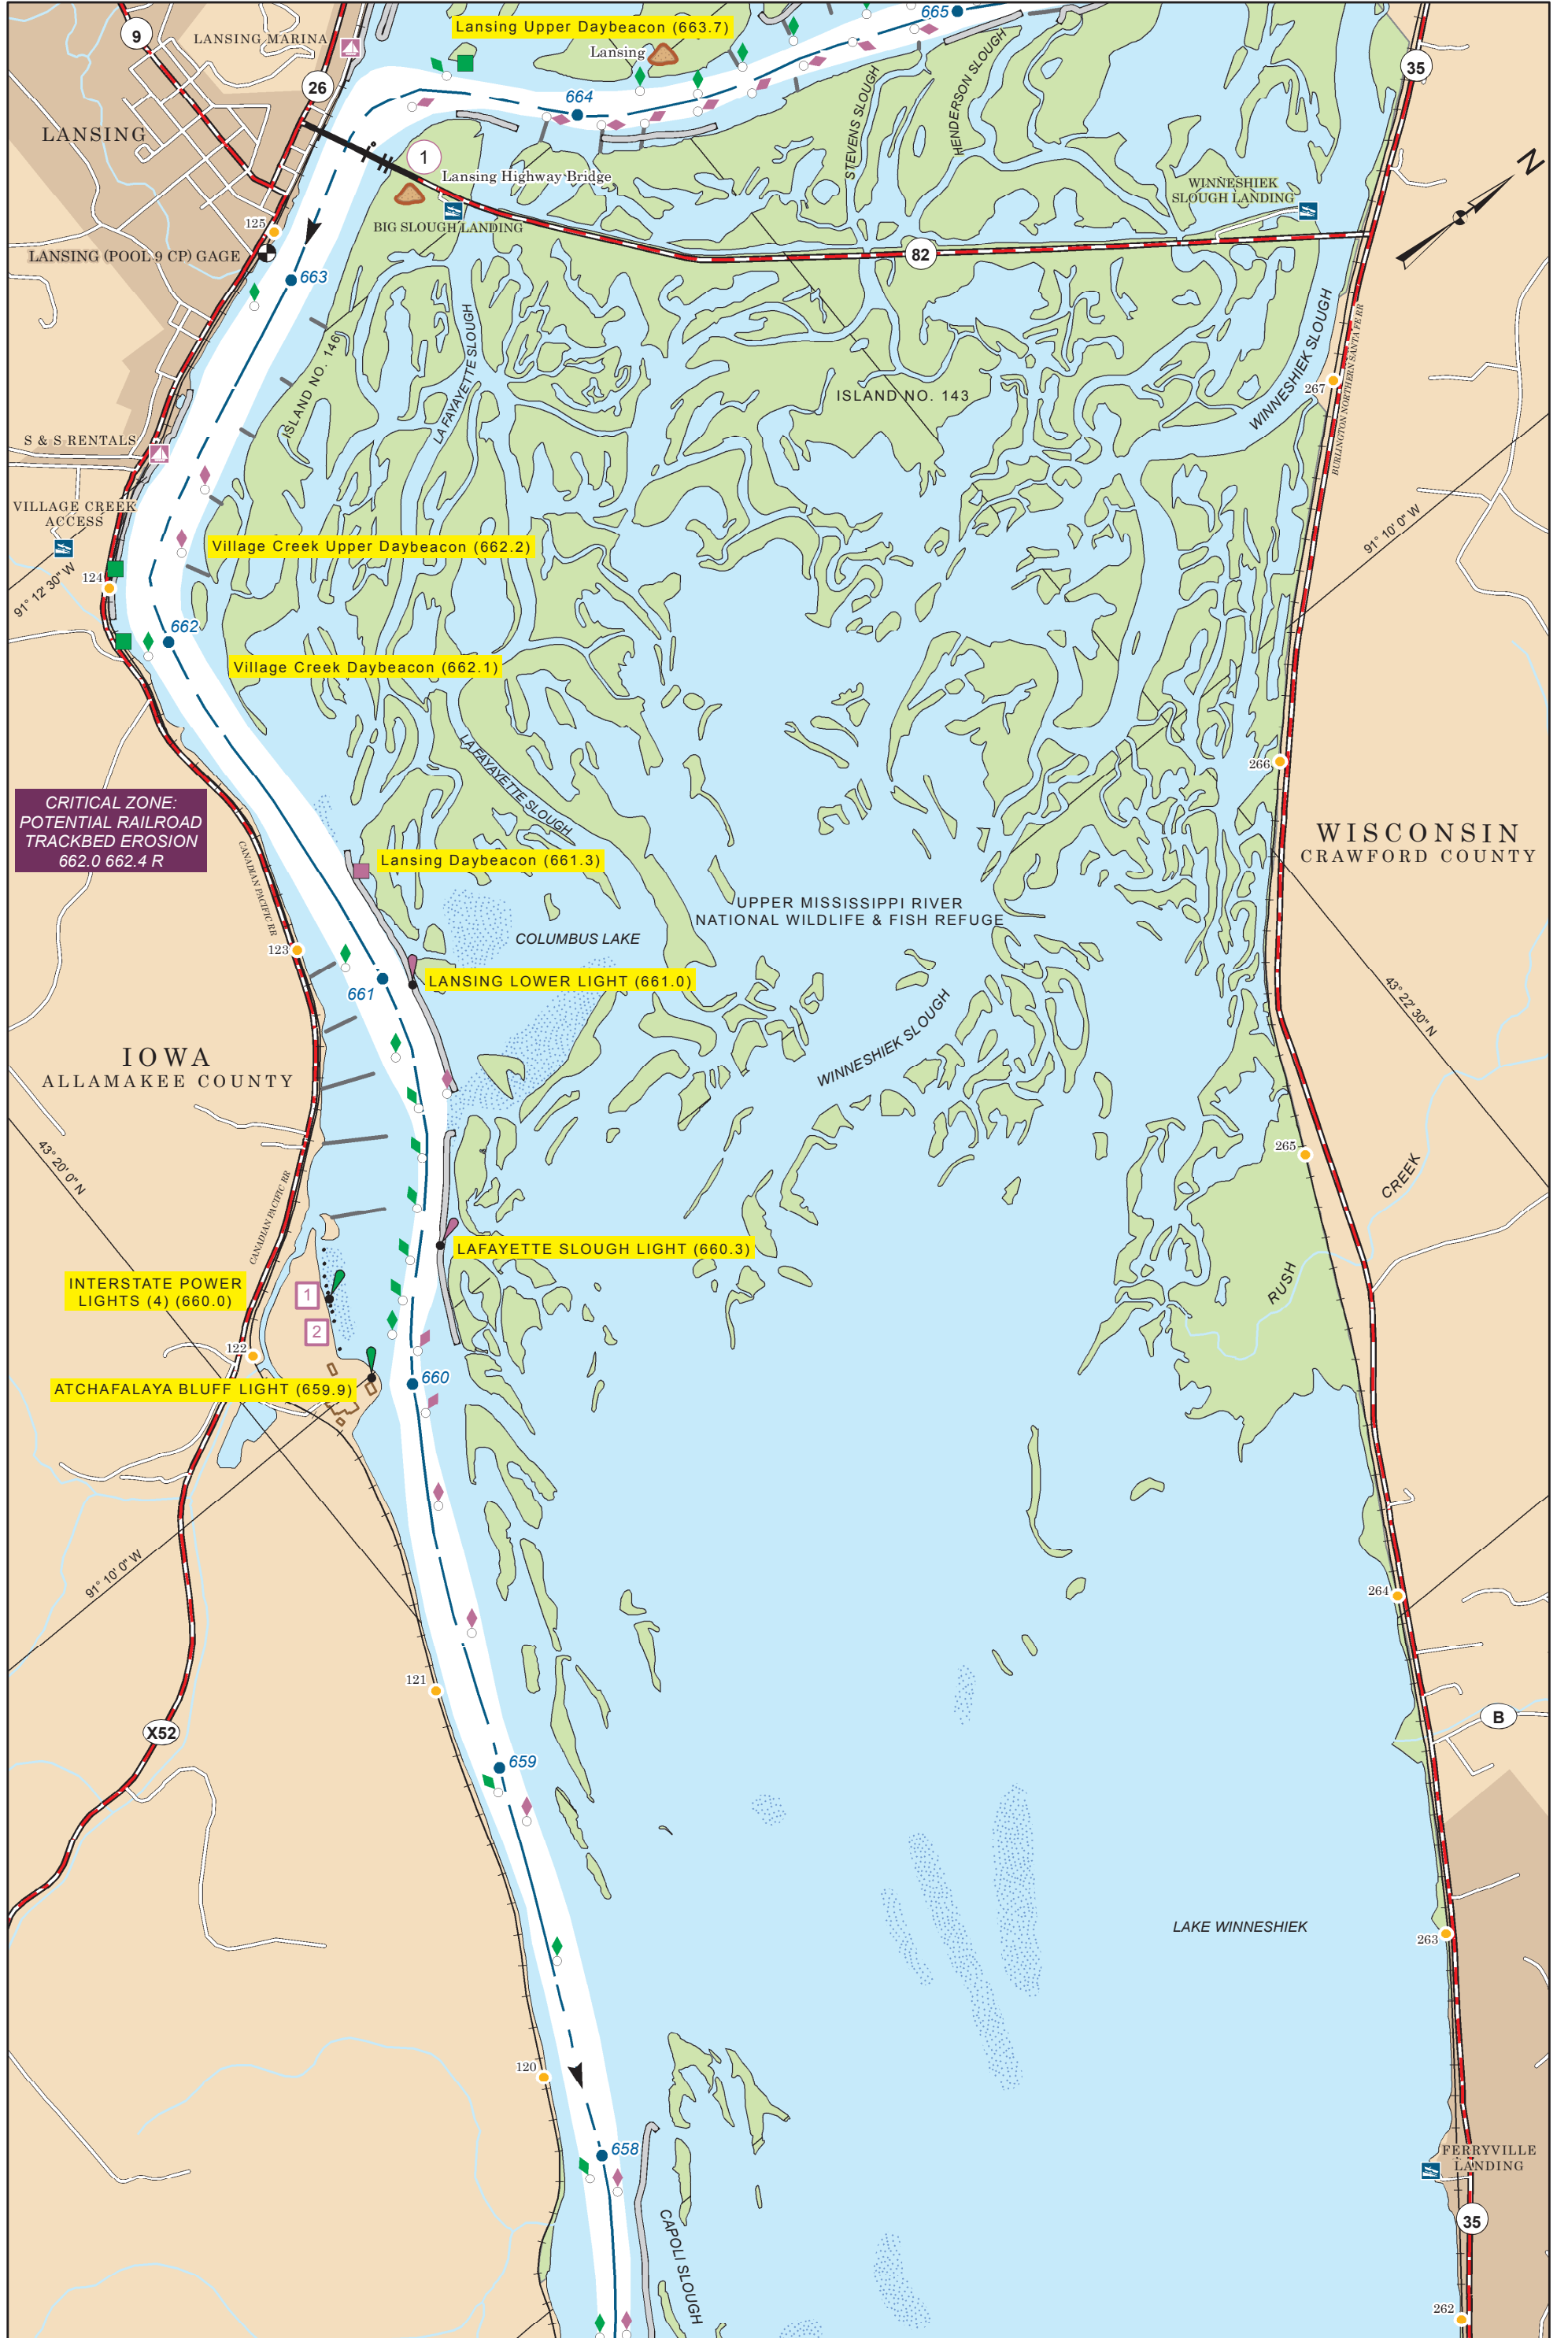 665
Lansing Upper Daybeacon (663.7)
9
LANSING MARINA
Lansing
35
26
664
LANSING
STEVENS SLOUGH
HENDERSON SLOUGH
N
1
Lansing Highway Bridge
WINNESHIEK
SLOUGH LANDING
125
BIG SLOUGH LANDING
LANSING (POOL 9 CP) GAGE
82
663
ISLAND NO. 146
LA FAYAYETTE SLOUGH
WINNESHIEK SLOUGH
BURLINGTON NORTHERN SANTA FE RR
267
ISLAND NO. 143
S & S RENTALS
VILLAGE CREEK
ACCESS
91° 10' 0" W
Village Creek Upper Daybeacon (662.2)
124
91° 12' 30" W
662
Village Creek Daybeacon (662.1)
LA FAYAYETTE SLOUGH
266
CRITICAL ZONE:
POTENTIAL RAILROAD
TRACKBED EROSION
662.0 662.4 R
WISCONSIN
CRAWFORD COUNTY
CANADIAN PACIFIC RR
Lansing Daybeacon (661.3)
UPPER MISSISSIPPI RIVER
NATIONAL WILDLIFE & FISH REFUGE
COLUMBUS LAKE
123
661
LANSING LOWER LIGHT (661.0)
43° 22' 30" N
WINNESHIEK SLOUGH
IOWA
ALLAMAKEE COUNTY
43° 20' 0" N
265
CREEK
CANADIAN PACIFIC RR
LAFAYETTE SLOUGH LIGHT (660.3)
RUSH
INTERSTATE POWER
LIGHTS (4) (660.0)
1
2
122
660
ATCHAFALAYA BLUFF LIGHT (659.9)
91° 10' 0" W
264
121
X52
B
659
LAKE WINNESHIEK
263
120
658
FERRYVILLE
LANDING
CAPOLI SLOUGH
35
262